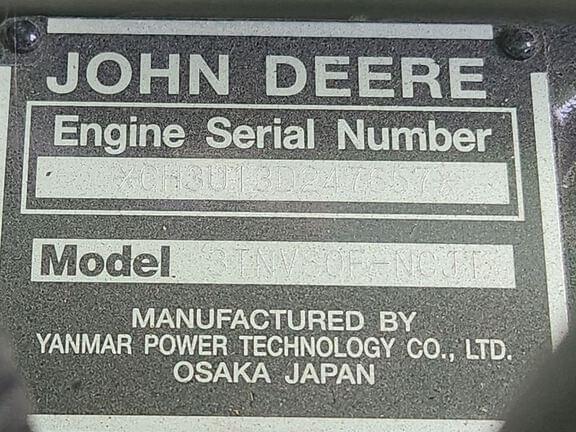 JOHN DEERE
Engine Serial Number
Model
MANUFACTURED BY
YANMAR POWER TECHNOLOGY CO., LTD.
OSAKA JAPAN